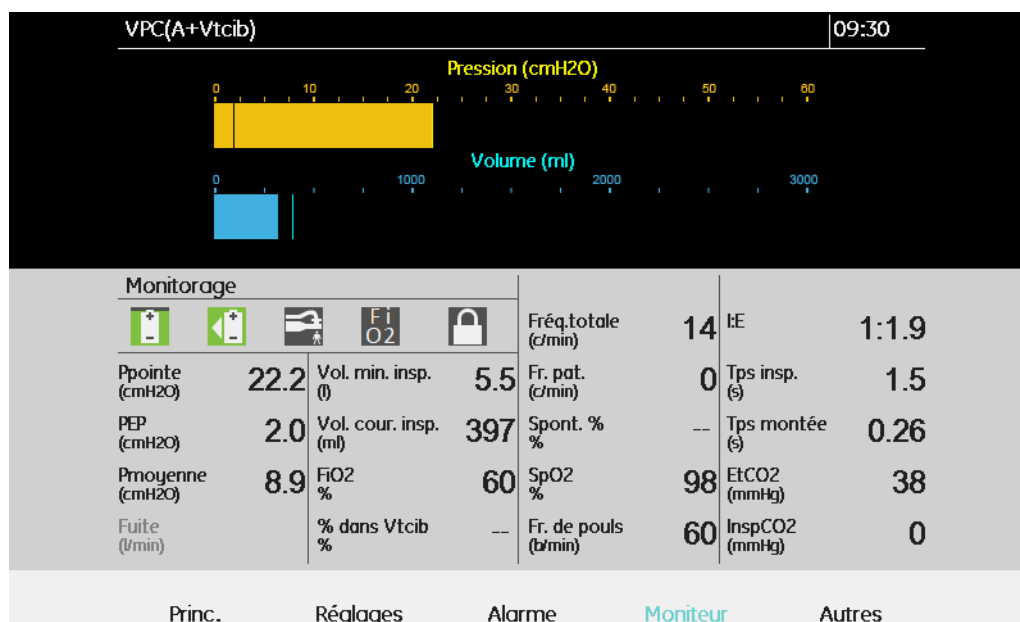 VPC(A+Vtcib) 09:30
Pression (cmH2O)
0 10 20 30 40 50 60
Volume (ml)
0 1000 2000 3000
Monitorage
Fi
O2
Fréq.totale 14 I:E 1:1.9
(c/min)
Ppointe 22.2 Vol. min. insp. 5.5 Fr. pat. 0 Tps insp. 1.5
(cmH2O) (l) (c/min) (s)
PEP 2.0 Vol. cour. insp. 397 Spont. % -- Tps montée 0.26
(cmH2O) (ml) % (s)
Pmoyenne 8.9 FiO2 60 SpO2 98 EtCO2 38
(cmH2O) % % (mmHg)
Fuite % dans Vtcib -- Fr. de pouls 60 InspCO2 0
(l/min) % (b/min) (mmHg)
Princ. Réglages Alarme Moniteur Autres